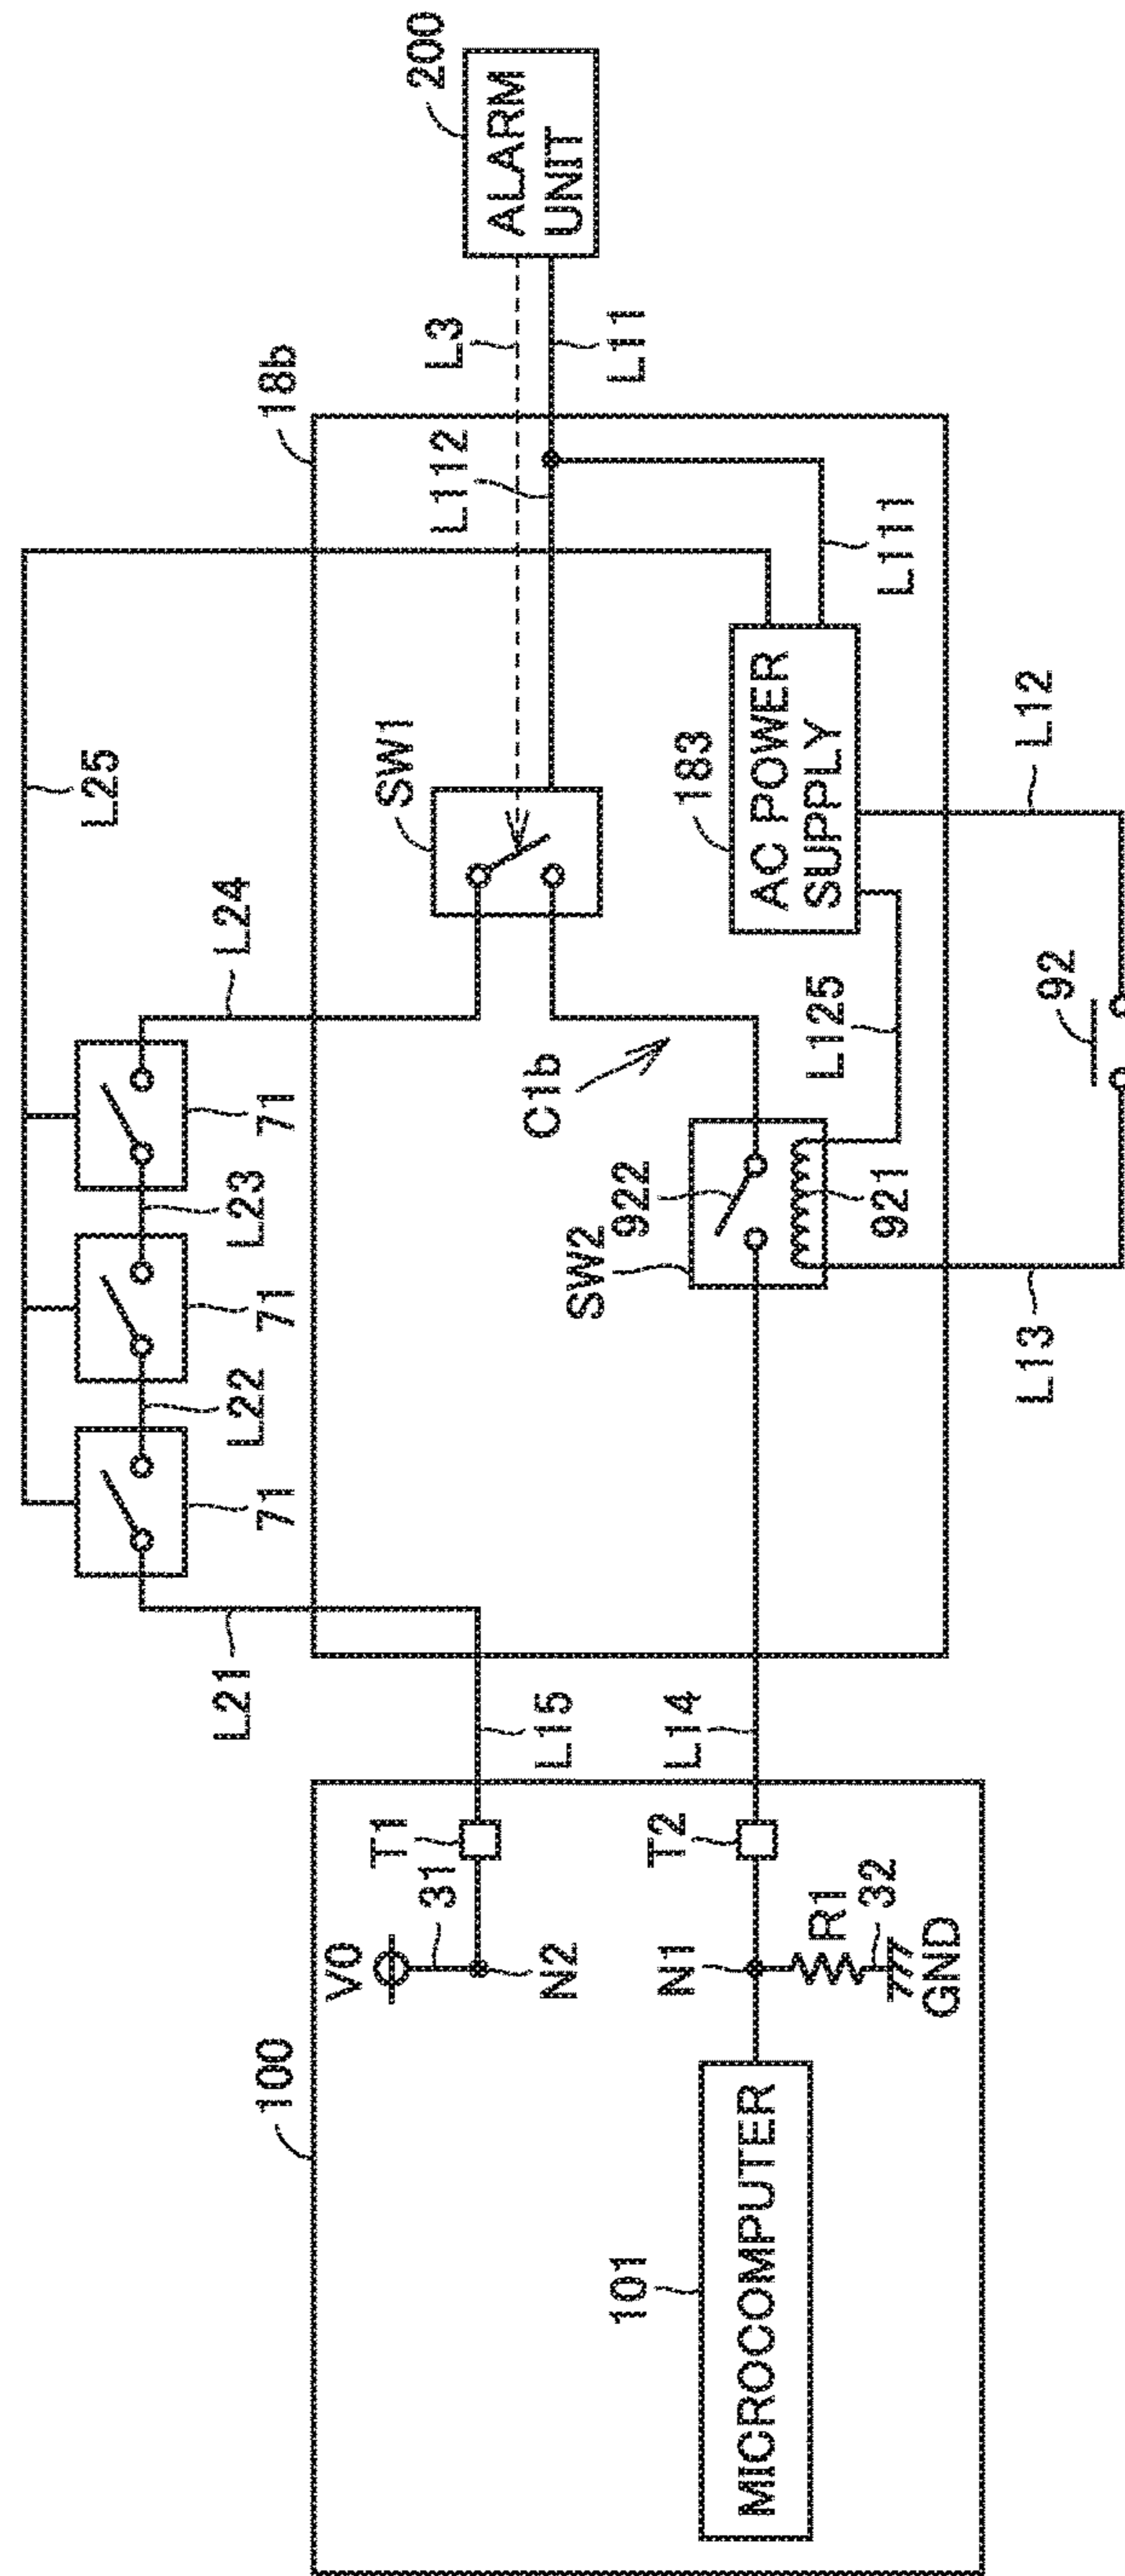 L25
L21
71
L22
71
L23
71
L24
18b
200
ALARM
UNIT
L3
L11
L112
SW1
C1b
L111
183
AC POWER
SUPPLY
L125
SW2
922
921
L12
92
L13
L15
L14
100
V0
31
T1
N2
N1
T2
R1
32
GND
101
MICROCOMPUTER